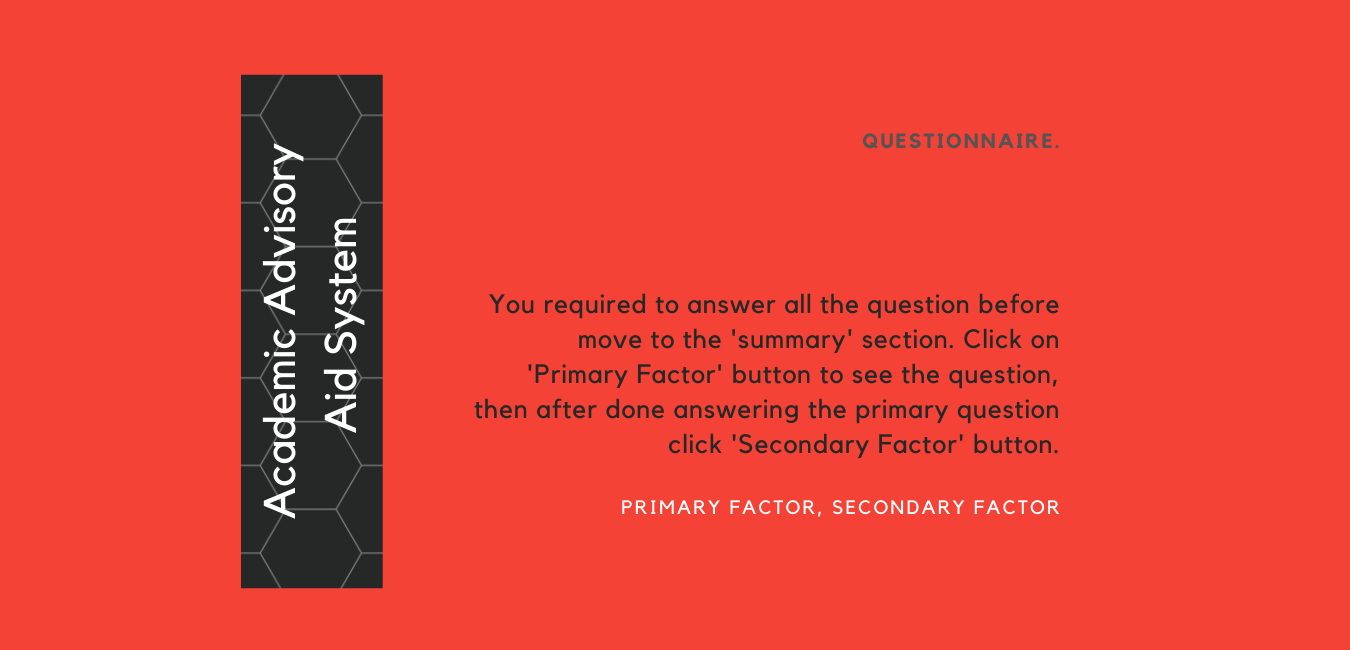 Academic Advisory
Aid System
QUESTIONNAIRE.
You required to answer all the question before
move to the 'summary' section. Click on
'Primary Factor' button to see the question,
then after done answering the primary question
click 'Secondary Factor' button.
PRIMARY FACTOR, SECONDARY FACTOR